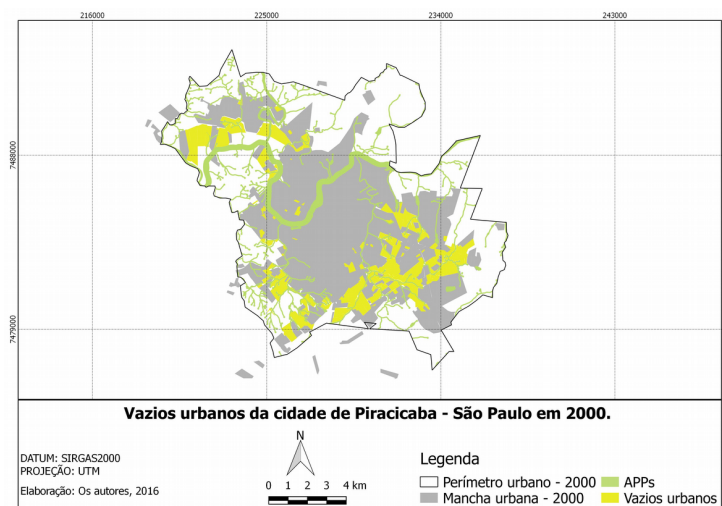 216000 225000 234000 243000
7488000
7479000
Vazios urbanos da cidade de Piracicaba - São Paulo em 2000.
DATUM: SIRGAS2000
PROJEÇÃO: UTM
Elaboração: Os autores, 2016
N
0 1 2 3 4 km
Legenda
Perímetro urbano - 2000 APPs
Mancha urbana - 2000 Vazios urbanos